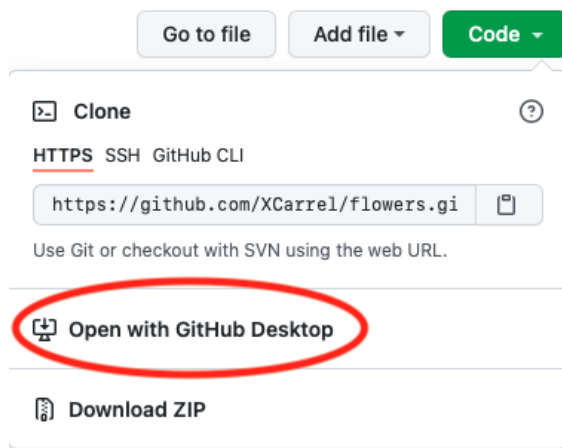 Go to file Add file Code
Clone
HTTPS SSH GitHub CLI
https://github.com/XCarrel/flowers.gi
Use Git or checkout with SVN using the web URL.
Open with GitHub Desktop
Download ZIP